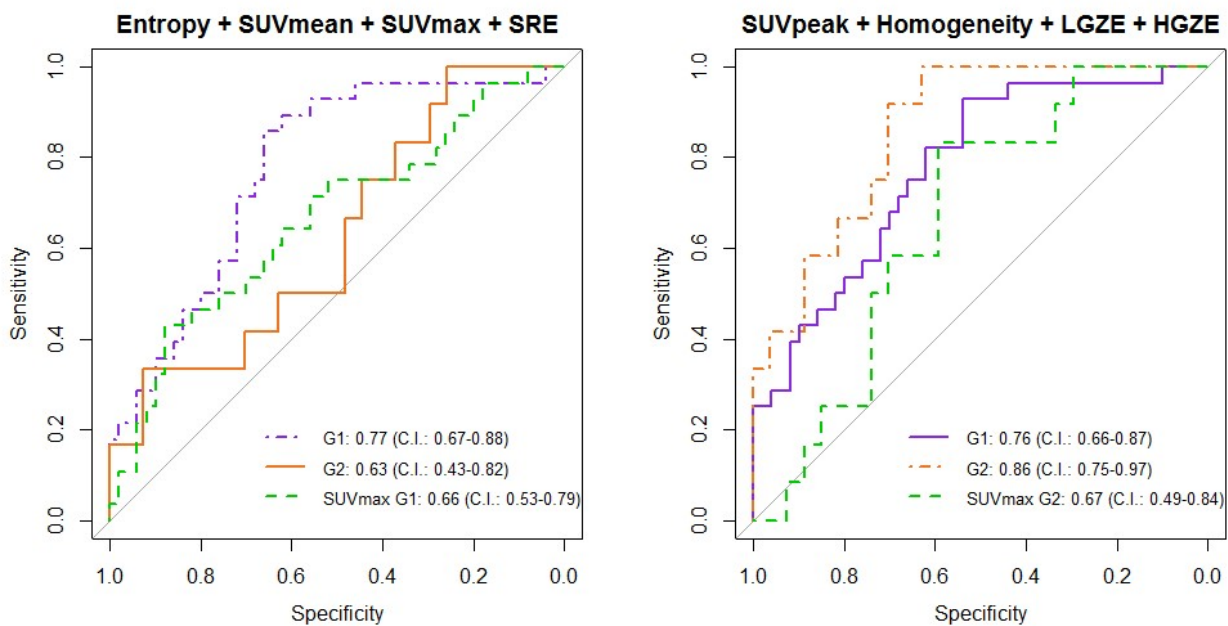 Entropy + SUVmean + SUVmax + SRE
Sensitivity
1.0
0.8
0.6
0.4
0.2
0.0
G1: 0.77 (C.I.: 0.67-0.88)
G2: 0.63 (C.I.: 0.43-0.82)
SUVmax G1: 0.66 (C.I.: 0.53-0.79)
1.0 0.8 0.6 0.4 0.2 0.0
Specificity
SUVpeak + Homogeneity + LGZE + HGZE
Sensitivity
1.0
0.8
0.6
0.4
0.2
0.0
G1: 0.76 (C.I.: 0.66-0.87)
G2: 0.86 (C.I.: 0.75-0.97)
SUVmax G2: 0.67 (C.I.: 0.49-0.84)
1.0 0.8 0.6 0.4 0.2 0.0
Specificity